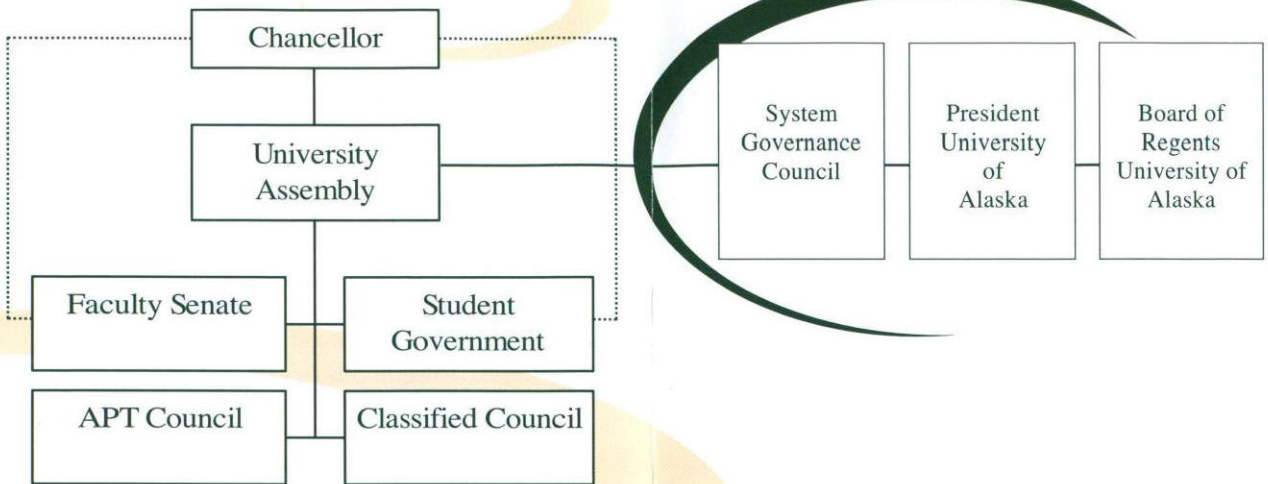 Chancellor
University
Assembly
Faculty Senate
Student
Government
APT Council
Classified Council
System
Governance
Council
President
University
of
Alaska
Board of
Regents
University of
Alaska